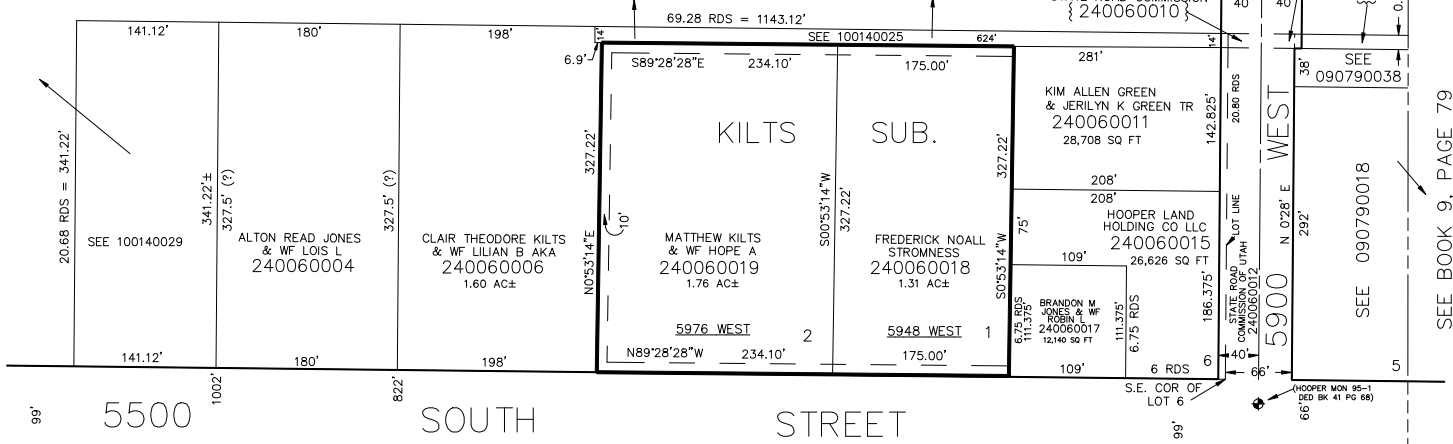 69.28 RDS = 1143.12'
{ 240060010 }
40
40
0.
141.12'
180'
198'
14'
SEE 100140025
624'
14'
6.9'
S89°28'28"E
234.10'
175.00'
281'
38'
SEE
090790038
KIM ALLEN GREEN
& JERILYN K GREEN TR
240060011
28,708 SQ FT
142.825'
20.80 RDS
KILTS SUB.
20.68 RDS = 341.22'
341.22'±
327.5' (?)
327.5' (?)
327.22'
327.22'
327.22'
208'
208'
SEE 100140029
ALTON READ JONES
& WF LOIS L
240060004
CLAIR THEODORE KILTS
& WF LILIAN B AKA
240060006
1.60 AC±
N0°53'14"E
10'
MATTHEW KILTS
& WF HOPE A
240060019
1.76 AC±
S00°53'14"W
FREDERICK NOALL
STROMNESS
240060018
1.31 AC±
S0°53'14"W
75'
HOOPER LAND
HOLDING CO LLC
240060015
26,626 SQ FT
109'
BRANDON M
JONES & WF
ROBIN L
240060017
12,140 SQ FT
6.75 RDS
111.375'
111.375'
6.75 RDS
186.375'
LOT LINE
STATE ROAD
COMMISSION OF UTAH
240060012
5900 WEST
N 0°28' E
292'
SEE 090790018
SEE BOOK 9, PAGE 79
5976 WEST
2
5948 WEST
1
N89°28'28"W
234.10'
175.00'
141.12'
180'
198'
109'
6 RDS
6
40'
66'
5
1002'
822'
S.E. COR OF
LOT 6
(HOOPER MON 95-1
DED BK 41 PG 68)
99'
5500 SOUTH STREET
99'
66'